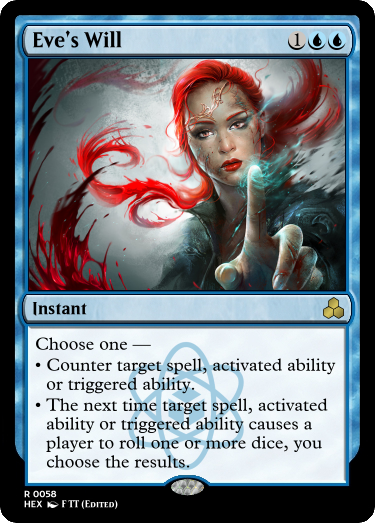 Eve's Will
1
Instant
Choose one —
• Counter target spell, activated ability
or triggered ability.
• The next time target spell, activated
ability or triggered ability causes a
player to roll one or more dice, you
choose the results.
R 0058
HEX F TT (Edited)